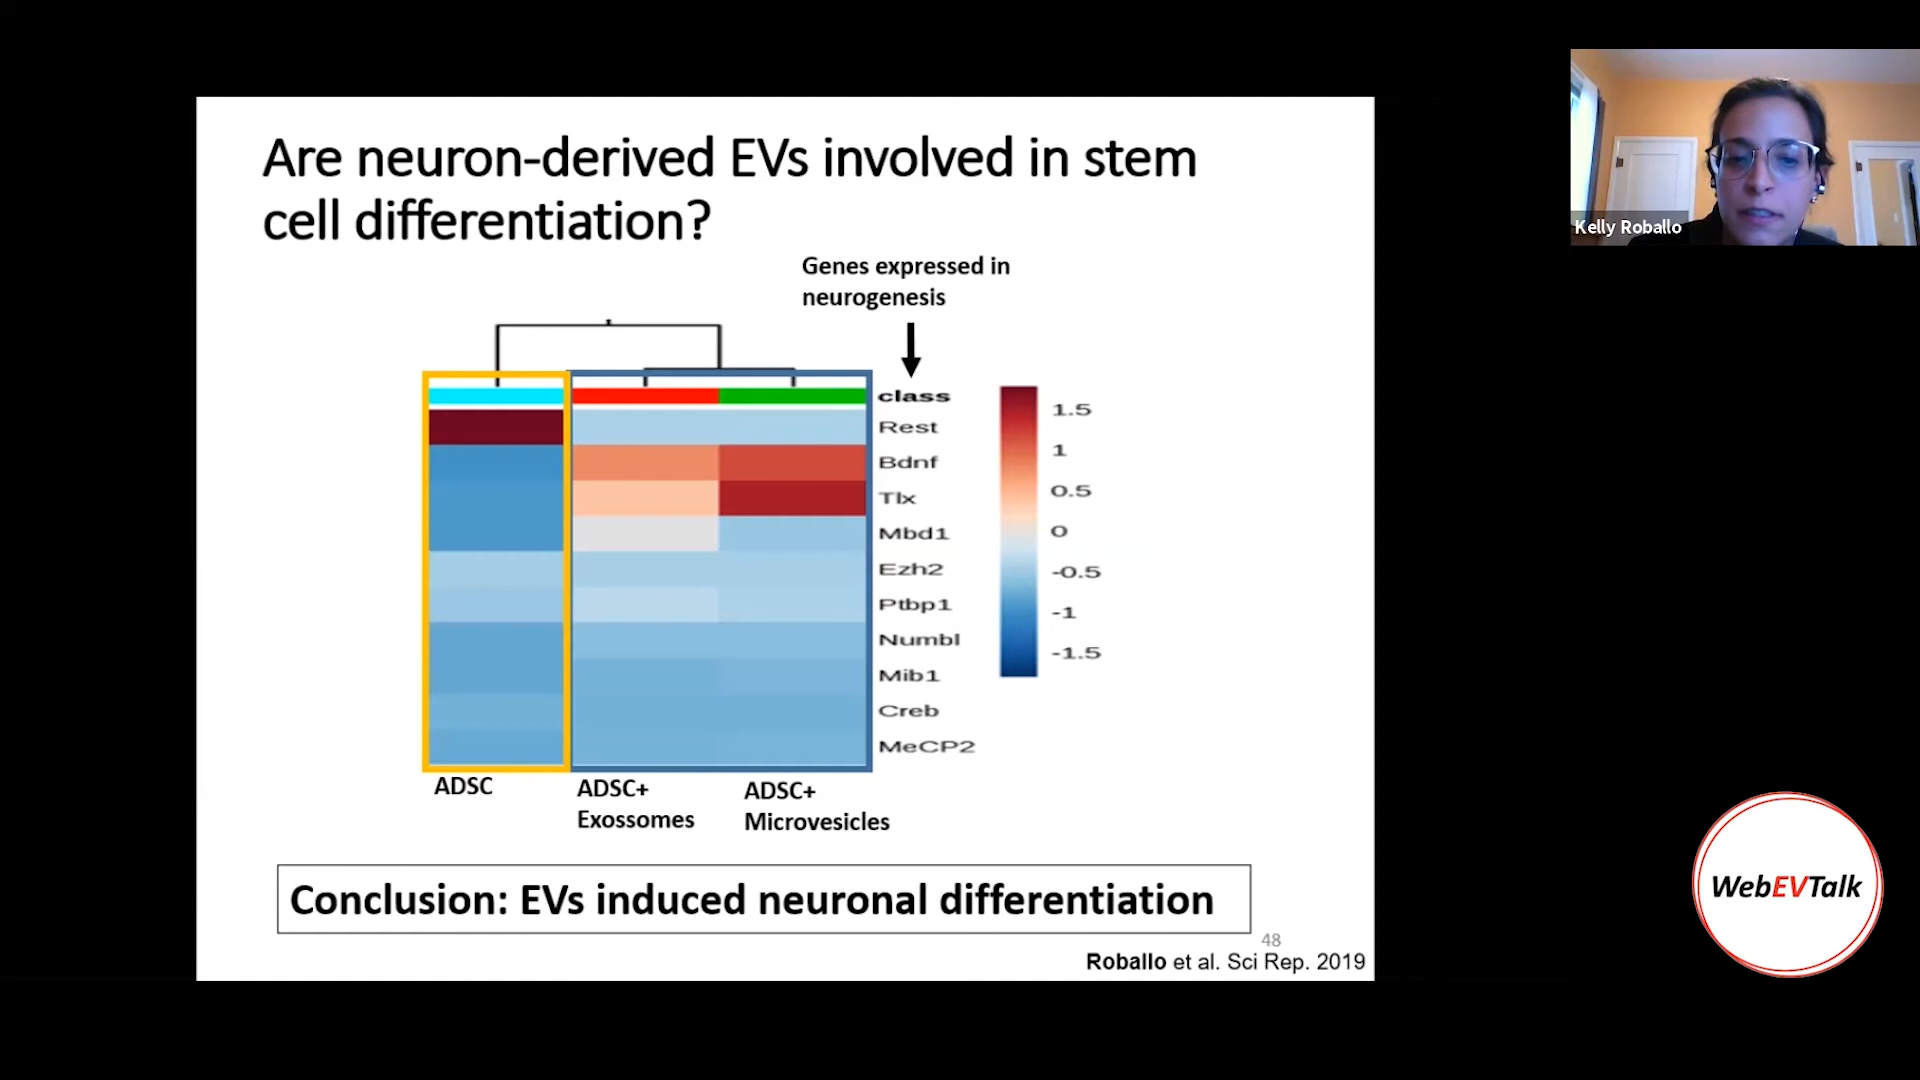 Are neuron-derived EVs involved in stem
cell differentiation?
Genes expressed in
neurogenesis
class
Rest
Bdnf
Tlx
Mbd1
Ezh2
Ptbp1
Numbl
Mib1
Creb
MeCP2
1.5
1
0.5
0
-0.5
-1
-1.5
ADSC
ADSC+
Exossomes
ADSC+
Microvesicles
Conclusion: EVs induced neuronal differentiation
48
Roballo et al. Sci Rep. 2019
Kelly Roballo
WebEVTalk